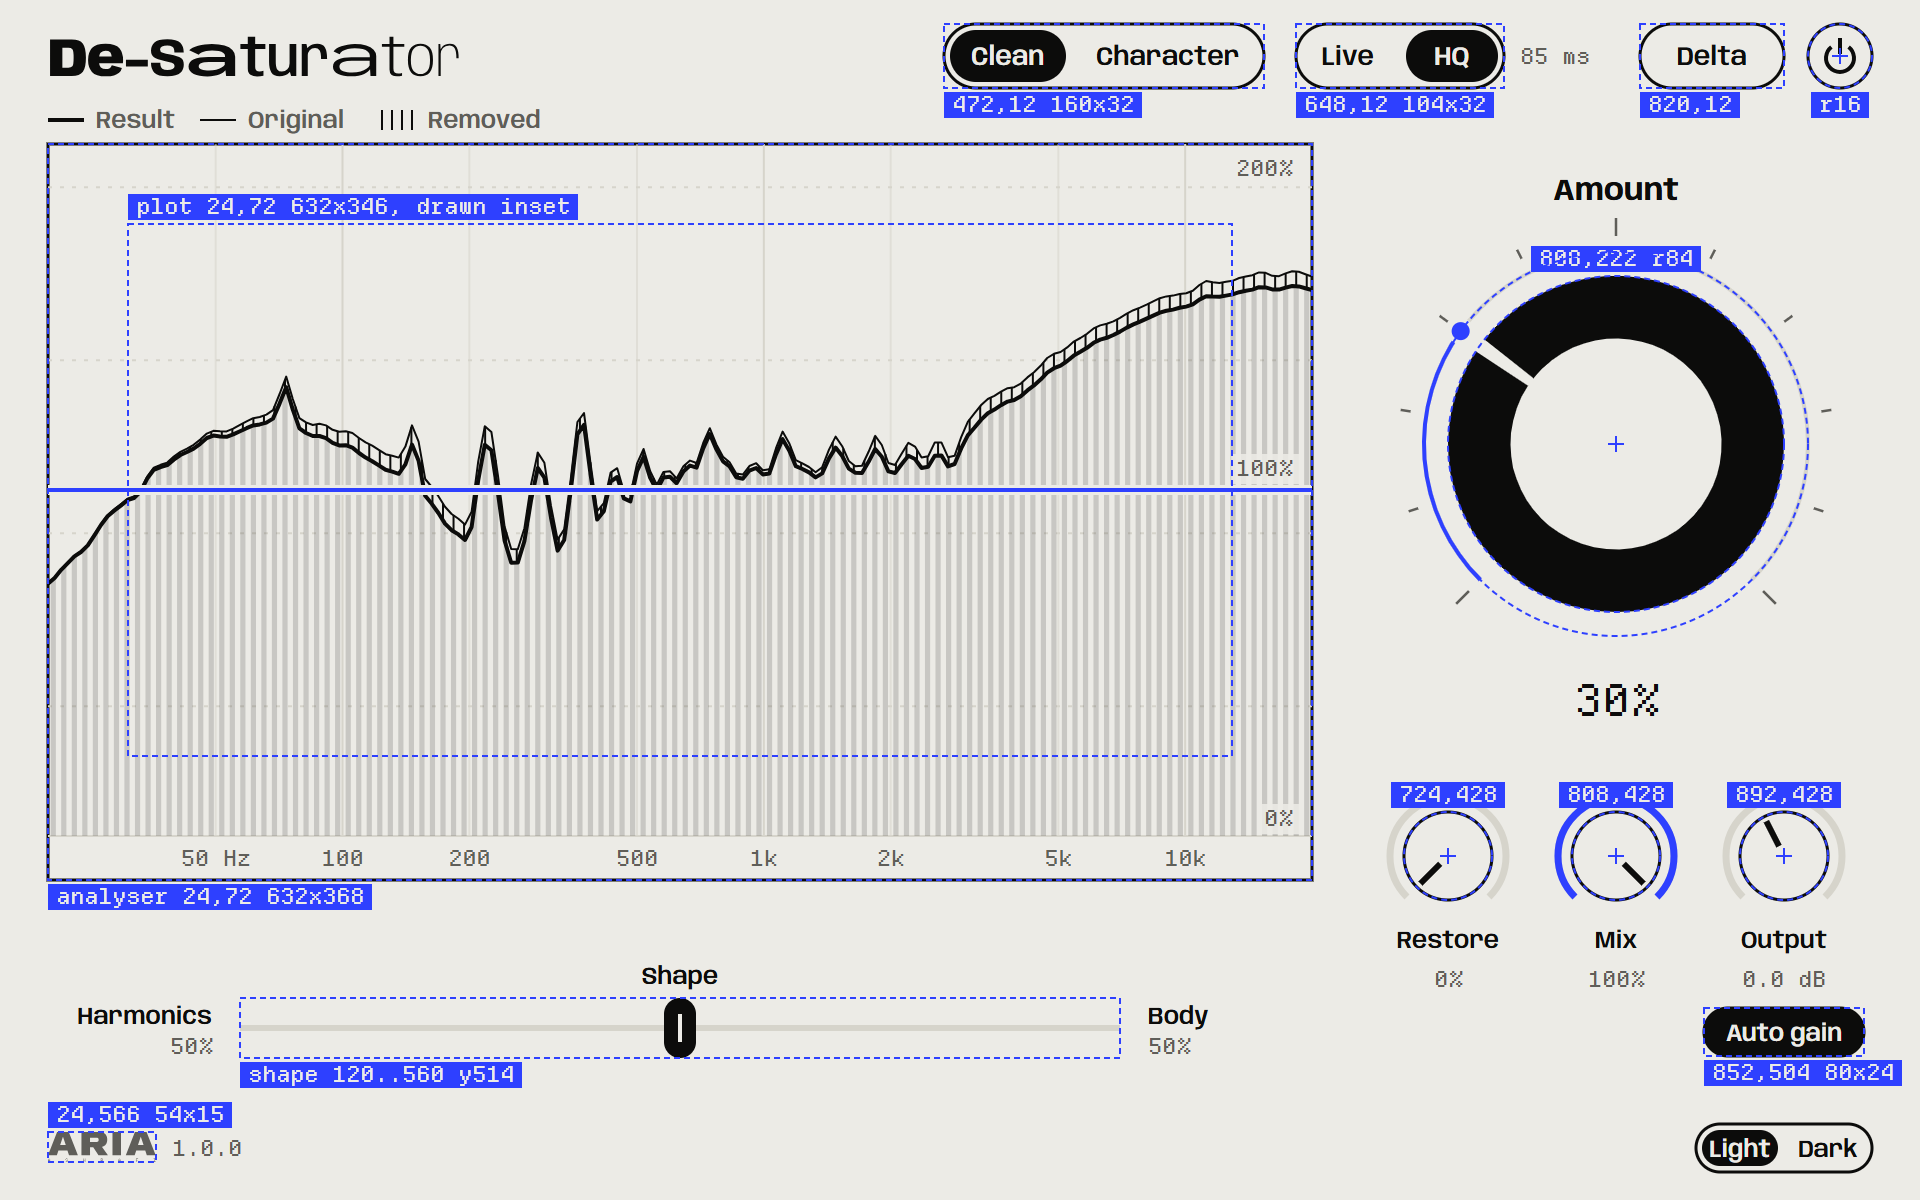 De-Saturator
Clean Character
Live HQ 85 ms
Delta
472,12 160x32
648,12 104x32
820,12
r16
Result Original Removed
200%
plot 24,72 632x346, drawn inset
100%
0%
50 Hz 100 200 500 1k 2k 5k 10k
analyser 24,72 632x368
Amount
808,222 r84
30%
724,428 808,428 892,428
Restore Mix Output
0% 100% 0.0 dB
Shape
Harmonics
50%
Body
50%
shape 120..560 y514
Auto gain
852,504 80x24
24,566 54x15
ARIA 1.0.0
Light Dark